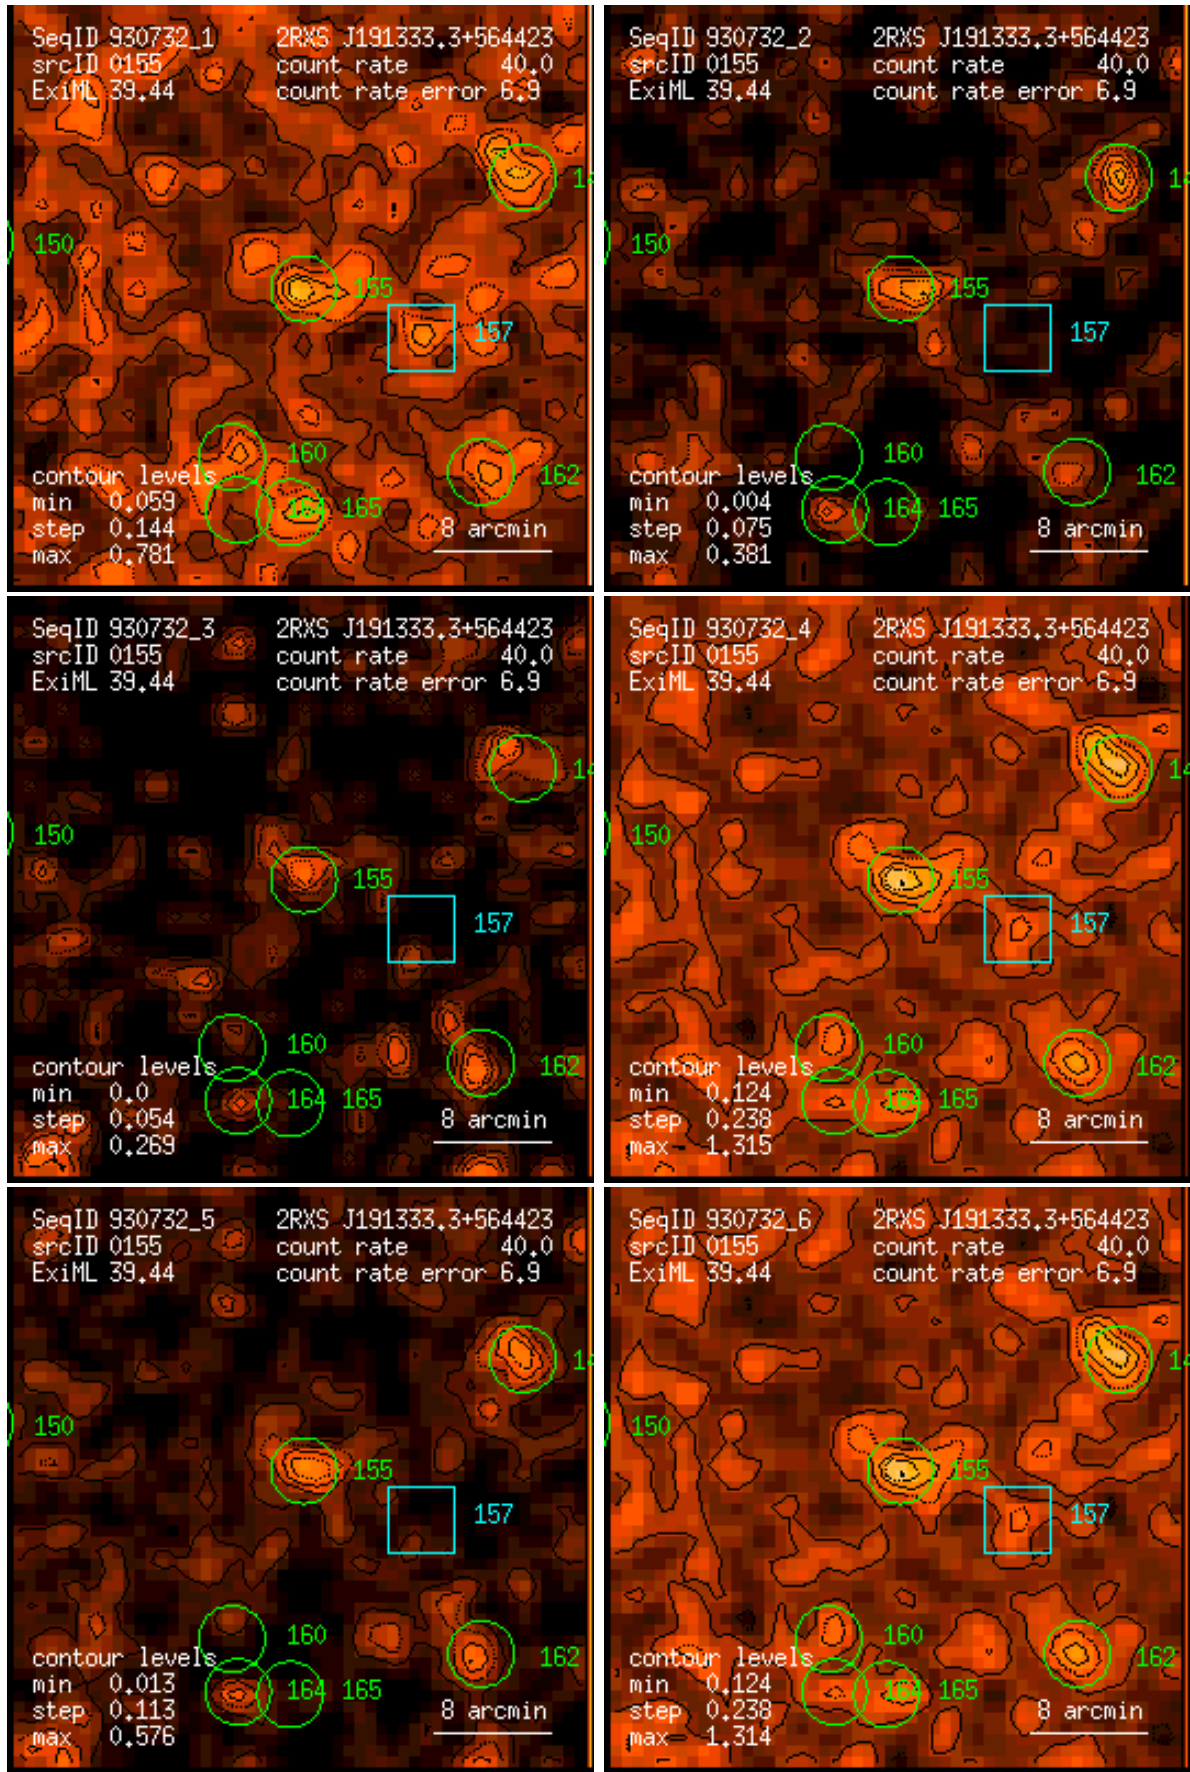 SeqID 930732_1 2RXS J191333.3+564423
srcID 0155 count rate 40.0
ExiML 39.44 count rate error 6.9
14
150
155
157
160
contour levels
162
min 0.059
164 165
step 0.144
8 arcmin
max 0.781
SeqID 930732_2 2RXS J191333.3+564423
srcID 0155 count rate 40.0
ExiML 39.44 count rate error 6.9
14
150
155
157
160
contour levels
162
min 0.004
164 165
step 0.075
8 arcmin
max 0.381
SeqID 930732_3 2RXS J191333.3+564423
srcID 0155 count rate 40.0
ExiML 39.44 count rate error 6.9
14
150
155
157
160
contour levels
162
min 0.0
164 165
step 0.054
8 arcmin
max 0.269
SeqID 930732_4 2RXS J191333.3+564423
srcID 0155 count rate 40.0
ExiML 39.44 count rate error 6.9
14
150
155
157
160
contour levels
162
min 0.124
164 165
step 0.238
8 arcmin
max 1.315
SeqID 930732_5 2RXS J191333.3+564423
srcID 0155 count rate 40.0
ExiML 39.44 count rate error 6.9
14
150
155
157
160
contour levels
162
min 0.013
164 165
step 0.113
8 arcmin
max 0.576
SeqID 930732_6 2RXS J191333.3+564423
srcID 0155 count rate 40.0
ExiML 39.44 count rate error 6.9
14
150
155
157
160
contour levels
162
min 0.124
164 165
step 0.238
8 arcmin
max 1.314